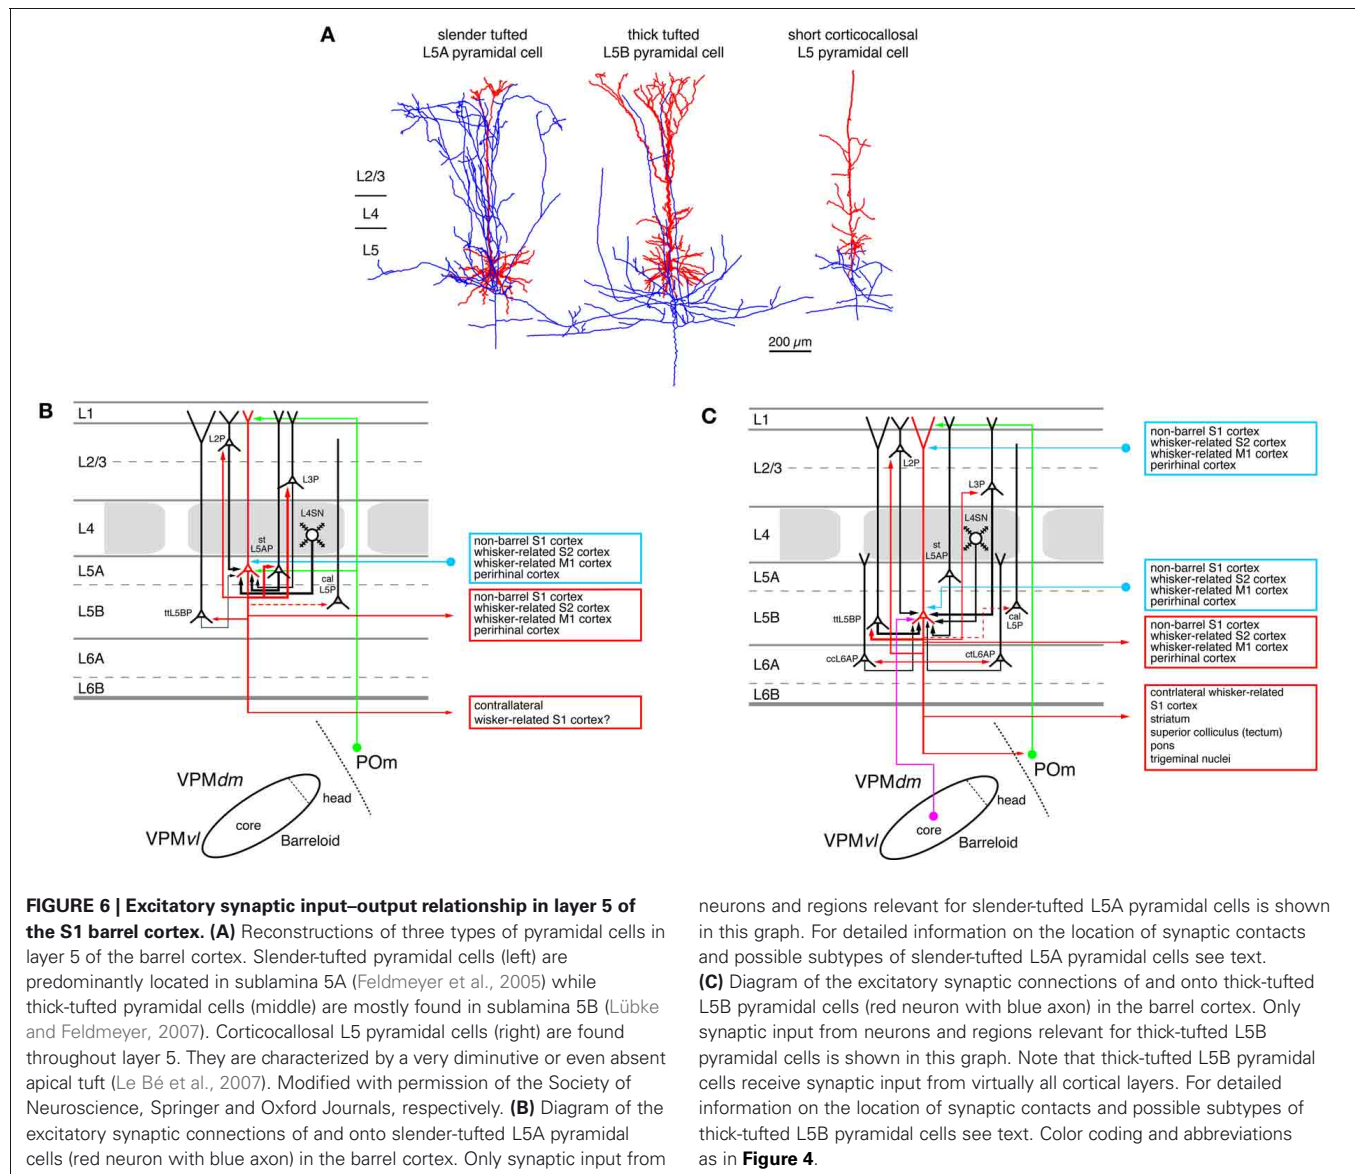 A
slender tufted
L5A pyramidal cell
thick tufted
L5B pyramidal cell
short corticocallosal
L5 pyramidal cell
L2/3
L4
L5
200 µm
B
L1
L2/3
L4
L5A
L5B
L6A
L6B
L2P
L3P
L4SN
st
L5AP
cal
L5P
ttL5BP
non-barrel S1 cortex
whisker-related S2 cortex
whisker-related M1 cortex
perirhinal cortex
non-barrel S1 cortex
whisker-related S2 cortex
whisker-related M1 cortex
perirhinal cortex
contrallateral
wisker-related S1 cortex?
POm
VPMdm
head
core
VPMvl
Barreloid
C
L1
L2/3
L4
L5A
L5B
L6A
L6B
L2P
L3P
L4SN
st
L5AP
cal
L5P
ttL5BP
ccL6AP
ctL6AP
non-barrel S1 cortex
whisker-related S2 cortex
whisker-related M1 cortex
perirhinal cortex
non-barrel S1 cortex
whisker-related S2 cortex
whisker-related M1 cortex
perirhinal cortex
non-barrel S1 cortex
whisker-related S2 cortex
whisker-related M1 cortex
perirhinal cortex
contrlateral whisker-related
S1 cortex
striatum
superior colliculus (tectum)
pons
trigeminal nuclei
POm
VPMdm
head
core
VPMvl
Barreloid
FIGURE 6 | Excitatory synaptic input–output relationship in layer 5 of
the S1 barrel cortex. (A) Reconstructions of three types of pyramidal cells in
layer 5 of the barrel cortex. Slender-tufted pyramidal cells (left) are
predominantly located in sublamina 5A (Feldmeyer et al., 2005) while
thick-tufted pyramidal cells (middle) are mostly found in sublamina 5B (Lübke
and Feldmeyer, 2007). Corticocallosal L5 pyramidal cells (right) are found
throughout layer 5. They are characterized by a very diminutive or even absent
apical tuft (Le Bé et al., 2007). Modified with permission of the Society of
Neuroscience, Springer and Oxford Journals, respectively. (B) Diagram of the
excitatory synaptic connections of and onto slender-tufted L5A pyramidal
cells (red neuron with blue axon) in the barrel cortex. Only synaptic input from
neurons and regions relevant for slender-tufted L5A pyramidal cells is shown
in this graph. For detailed information on the location of synaptic contacts
and possible subtypes of slender-tufted L5A pyramidal cells see text.
(C) Diagram of the excitatory synaptic connections of and onto thick-tufted
L5B pyramidal cells (red neuron with blue axon) in the barrel cortex. Only
synaptic input from neurons and regions relevant for thick-tufted L5B
pyramidal cells is shown in this graph. Note that thick-tufted L5B pyramidal
cells receive synaptic input from virtually all cortical layers. For detailed
information on the location of synaptic contacts and possible subtypes of
thick-tufted L5B pyramidal cells see text. Color coding and abbreviations
as in Figure 4.